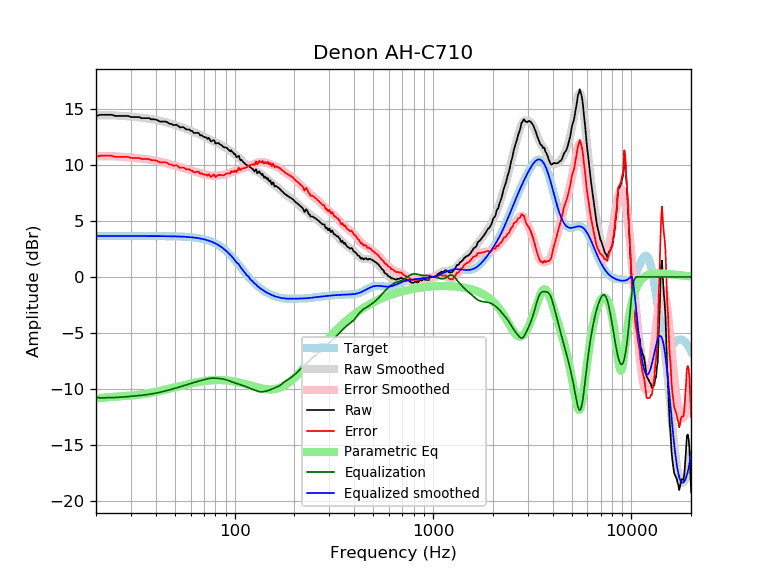 Denon AH-C710
Amplitude (dBr)
15
10
5
0
−5
−10
−15
−20
Target
Raw Smoothed
Error Smoothed
Raw
Error
Parametric Eq
Equalization
Equalized smoothed
100
1000
10000
Frequency (Hz)